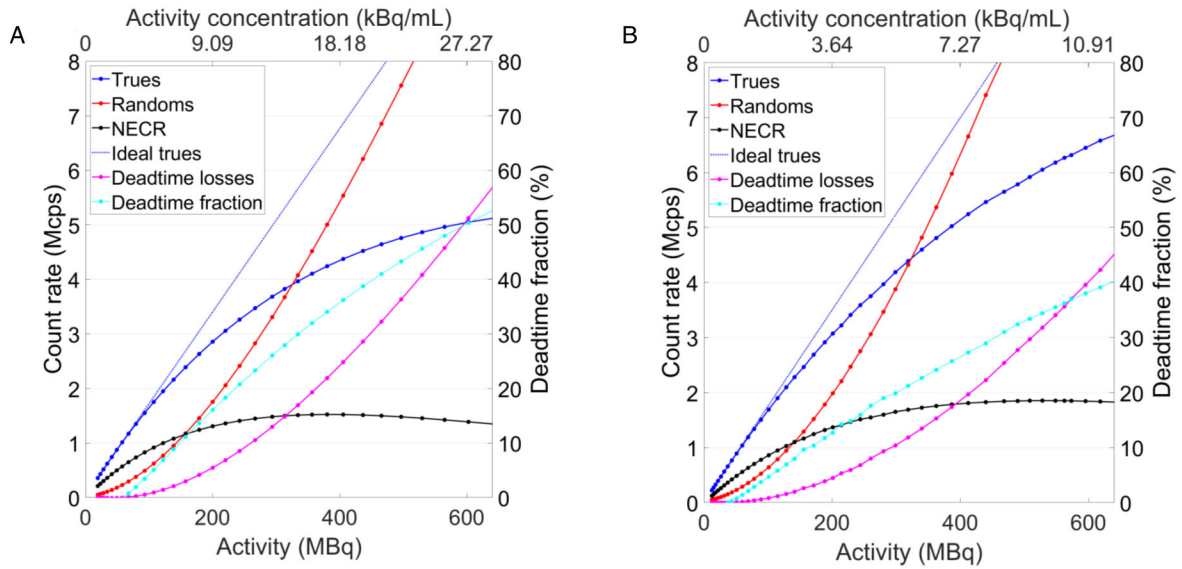 A
Activity concentration (kBq/mL)
0 9.09 18.18 27.27
8 80
7 70
6 60
5 50
4 40
3 30
2 20
1 10
0 0
Trues
Randoms
NECR
Ideal trues
Deadtime losses
Deadtime fraction
Count rate (Mcps)
Deadtime fraction (%)
0 200 400 600
Activity (MBq)
B
Activity concentration (kBq/mL)
0 3.64 7.27 10.91
8 80
7 70
6 60
5 50
4 40
3 30
2 20
1 10
0 0
Trues
Randoms
NECR
Ideal trues
Deadtime losses
Deadtime fraction
Count rate (Mcps)
Deadtime fraction (%)
0 200 400 600
Activity (MBq)